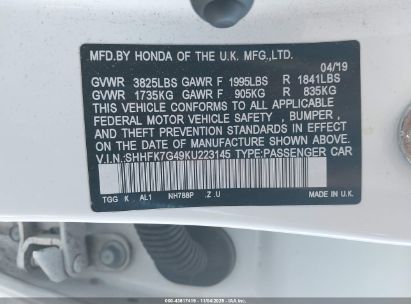 MFD.BY HONDA OF THE U.K. MFG.,LTD.
04/19
GVWR 3825LBS GAWR F 1995LBS R 1841LBS
GVWR 1735KG GAWR F 905KG R 835KG
THIS VEHICLE CONFORMS TO ALL APPLICABLE
FEDERAL MOTOR VEHICLE SAFETY , BUMPER ,
AND THEFT PREVENTION STANDARDS IN EFFECT
ON THE DATE OF MANUFACTURE SHOWN ABOVE.
V.I.N.:SHHFK7G49KU223145 TYPE:PASSENGER CAR
TGG K AL1 NH788P .Z .U MADE IN U.K.